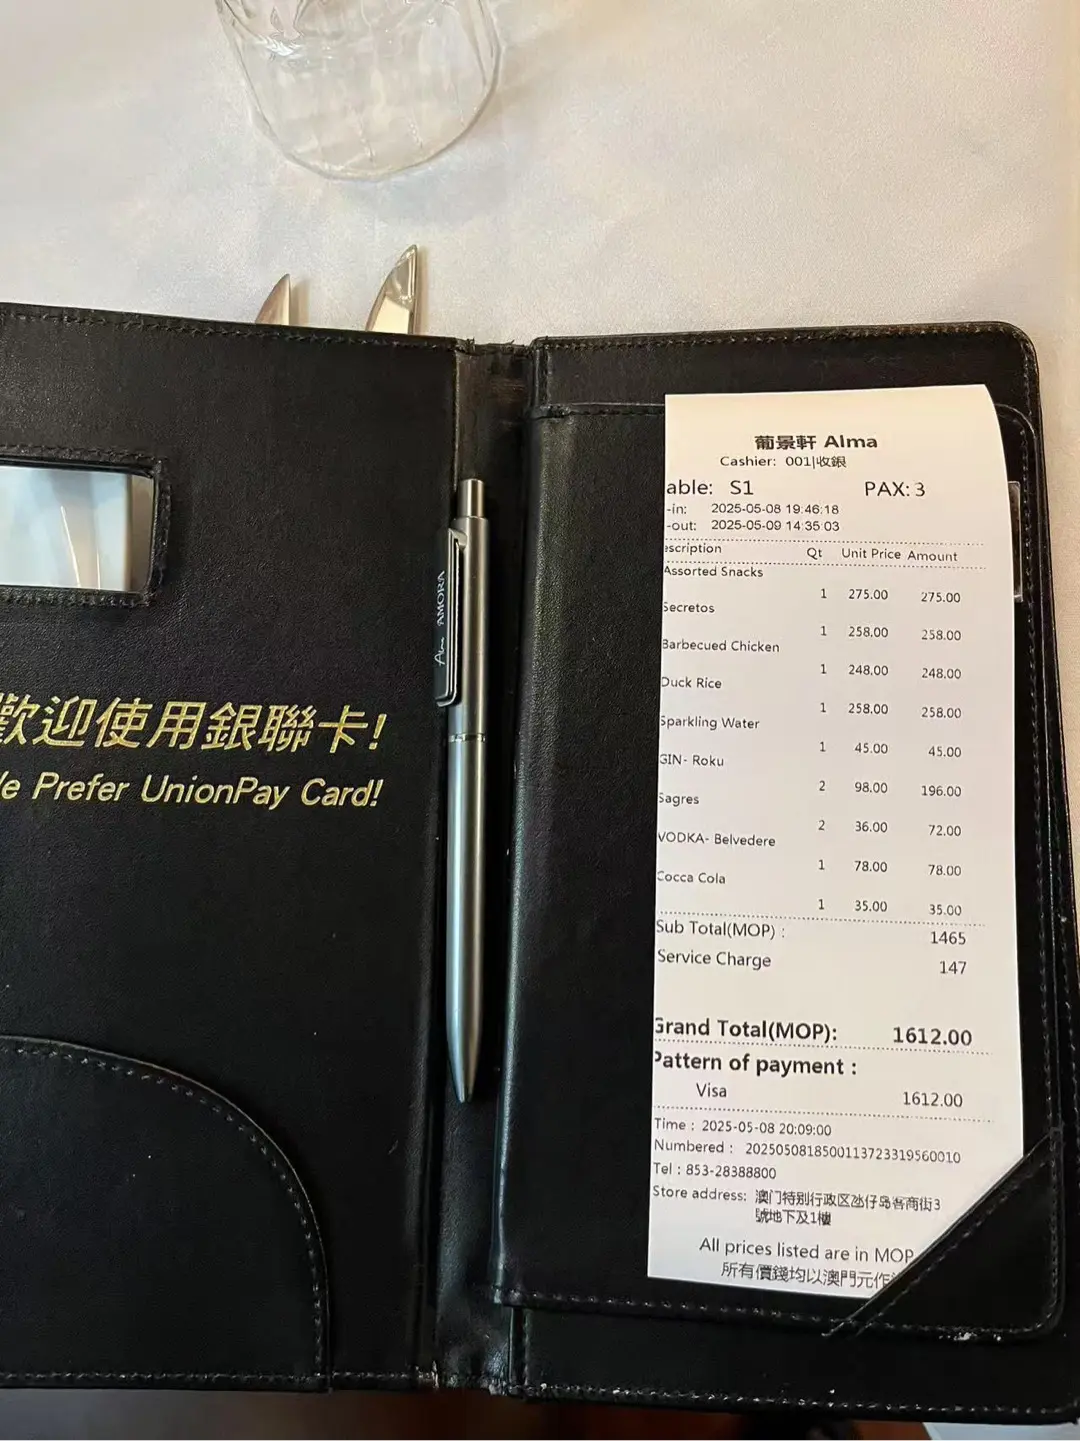 歡迎使用銀聯卡!
e Prefer UnionPay Card!
Alma AMORA
葡景軒 Alma
Cashier: 001|收銀
able: S1 PAX: 3
-in: 2025-05-08 19:46:18
-out: 2025-05-09 14:35:03
escription Qt Unit Price Amount
Assorted Snacks
1 275.00 275.00
Secretos
1 258.00 258.00
Barbecued Chicken
1 248.00 248.00
Duck Rice
1 258.00 258.00
Sparkling Water
1 45.00 45.00
GIN- Roku
2 98.00 196.00
Sagres
2 36.00 72.00
VODKA- Belvedere
1 78.00 78.00
Cocca Cola
1 35.00 35.00
Sub Total(MOP) : 1465
Service Charge 147
Grand Total(MOP): 1612.00
Pattern of payment :
Visa 1612.00
Time : 2025-05-08 20:09:00
Numbered : 2025050818500113723319560010
Tel : 853-28388800
Store address: 澳门特别行政区氹仔岛客商街3
號地下及1樓
All prices listed are in MOP
所有價錢均以澳門元作